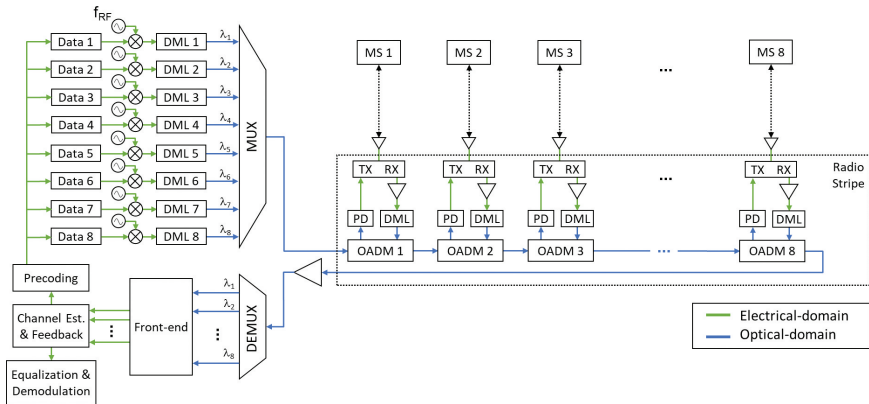 f_RF
Data 1 DML 1 λ1
Data 2 DML 2 λ2
Data 3 DML 3 λ3
Data 4 DML 4 λ4
Data 5 DML 5 λ5
Data 6 DML 6 λ6
Data 7 DML 7 λ7
Data 8 DML 8 λ8
MUX
MS 1 MS 2 MS 3 ... MS 8
Radio
Stripe
TX RX TX RX TX RX ... TX RX
PD DML PD DML PD DML PD DML
OADM 1 OADM 2 OADM 3 ... OADM 8
Precoding
Channel Est.
& Feedback
Equalization &
Demodulation
...
Front-end
λ1
λ2
...
λ8
DEMUX
Electrical-domain
Optical-domain